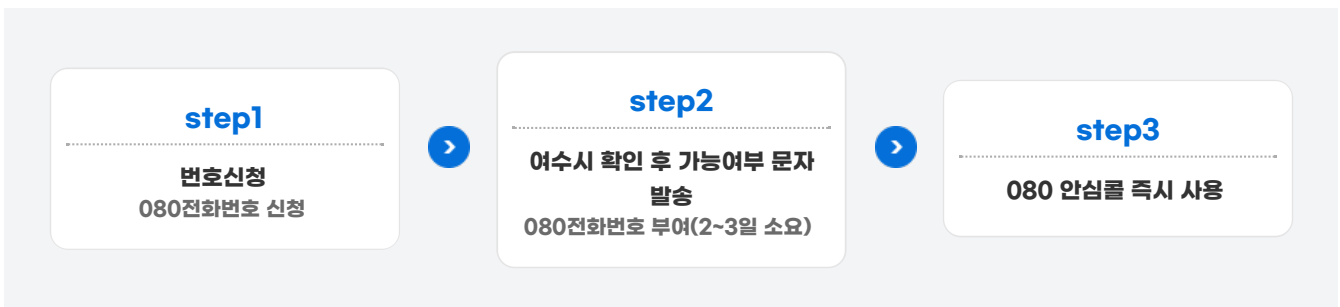 step1
번호신청
080전화번호 신청
step2
여수시 확인 후 가능여부 문자
발송
080전화번호 부여(2~3일 소요)
step3
080 안심콜 즉시 사용